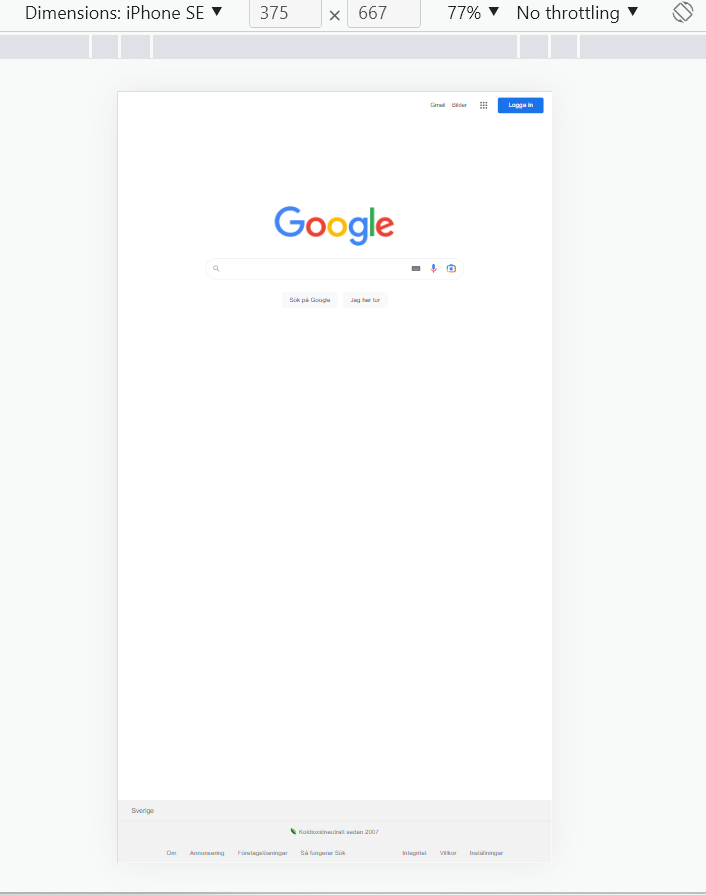 Dimensions: iPhone SE ▼ 375 × 667 77% ▼ No throttling ▼
Gmail Bilder Logga in
Google
Sök på Google Jag har tur
Sverige
Koldioxidneutralt sedan 2007
Om Annonsering Företagslösningar Så fungerar Sök Integritet Villkor Inställningar